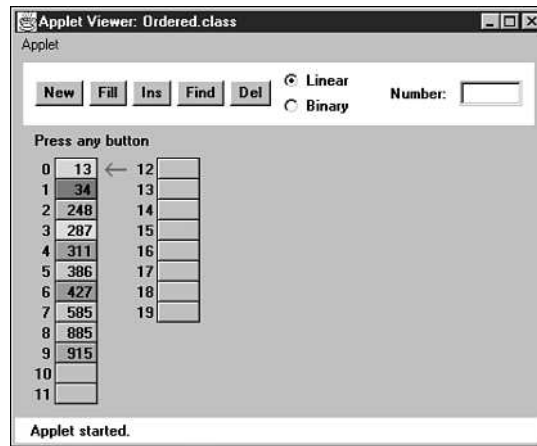 Applet Viewer: Ordered.class
Applet
New Fill Ins Find Del Linear Binary Number:
Press any button
0 13 12
1 34 13
2 248 14
3 287 15
4 311 16
5 386 17
6 427 18
7 585 19
8 885
9 915
10
11
Applet started.